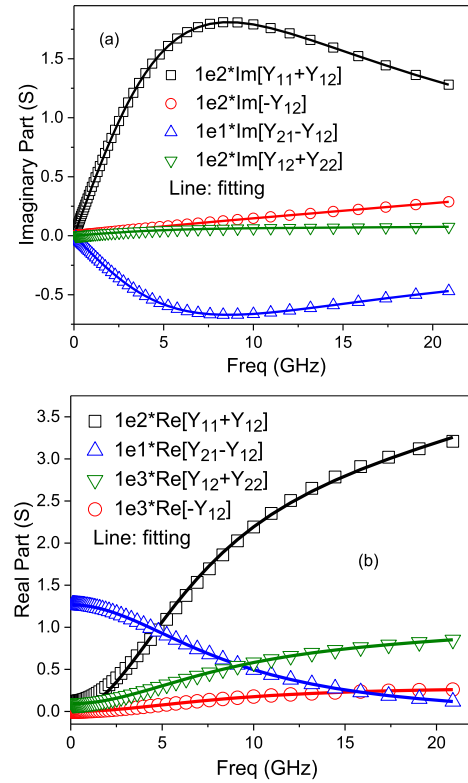 (a)
1e2*Im[Y11+Y12]
1e2*Im[-Y12]
1e1*Im[Y21-Y12]
1e2*Im[Y12+Y22]
Line: fitting
Imaginary Part (S)
1.5
1.0
0.5
0.0
-0.5
0 5 10 15 20
Freq (GHz)
3.5
3.0
2.5
2.0
1.5
1.0
0.5
0.0
Real Part (S)
1e2*Re[Y11+Y12]
1e1*Re[Y21-Y12]
1e3*Re[Y12+Y22]
1e3*Re[-Y12]
Line: fitting
(b)
0 5 10 15 20
Freq (GHz)